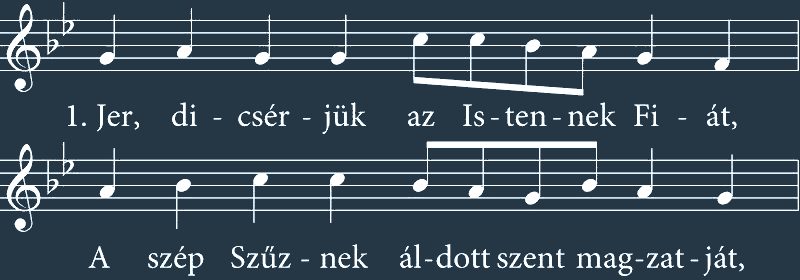 1. Jer, di - csér - jük az Is - ten - nek Fi - át,
A szép Szűz - nek ál - dott szent mag - zat - ját,